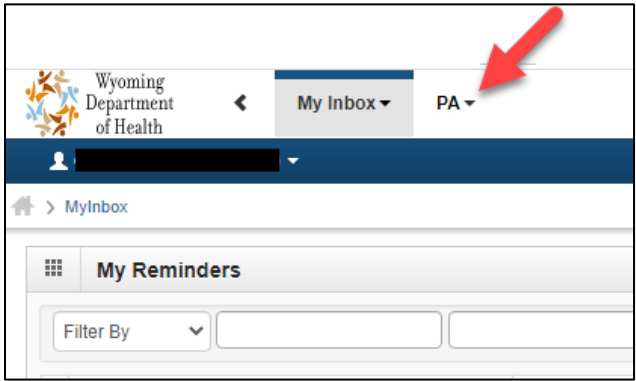 Wyoming
Department
of Health
My Inbox
PA
MyInbox
My Reminders
Filter By